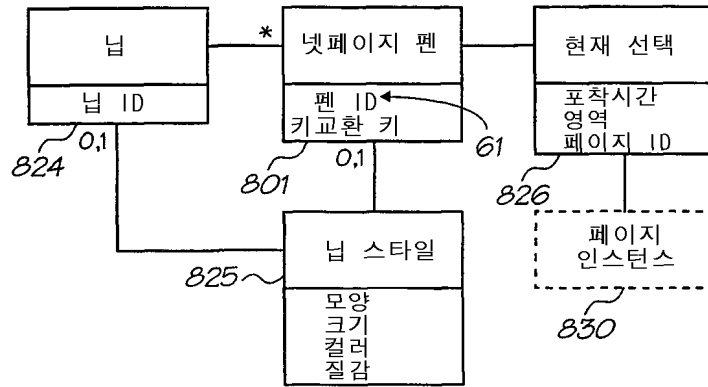 닙
*
넷페이지 펜
현재 선택
닙 ID
824
0,1
펜 ID
키교환 키
61
801
0,1
포착시간
영역
페이지 ID
826
닙 스타일
825
모양
크기
컬러
질감
페이지
인스턴스
830